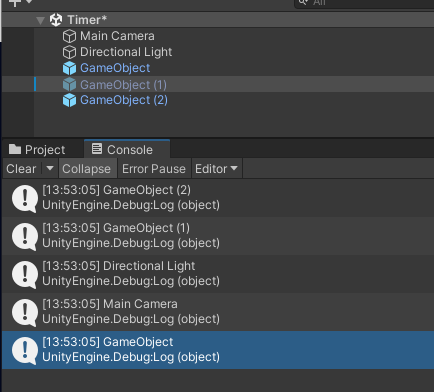 All
Timer*
Main Camera
Directional Light
GameObject
GameObject (1)
GameObject (2)
Project
Console
Clear
Collapse
Error Pause
Editor
[13:53:05] GameObject (2)
UnityEngine.Debug:Log (object)
[13:53:05] GameObject (1)
UnityEngine.Debug:Log (object)
[13:53:05] Directional Light
UnityEngine.Debug:Log (object)
[13:53:05] Main Camera
UnityEngine.Debug:Log (object)
[13:53:05] GameObject
UnityEngine.Debug:Log (object)